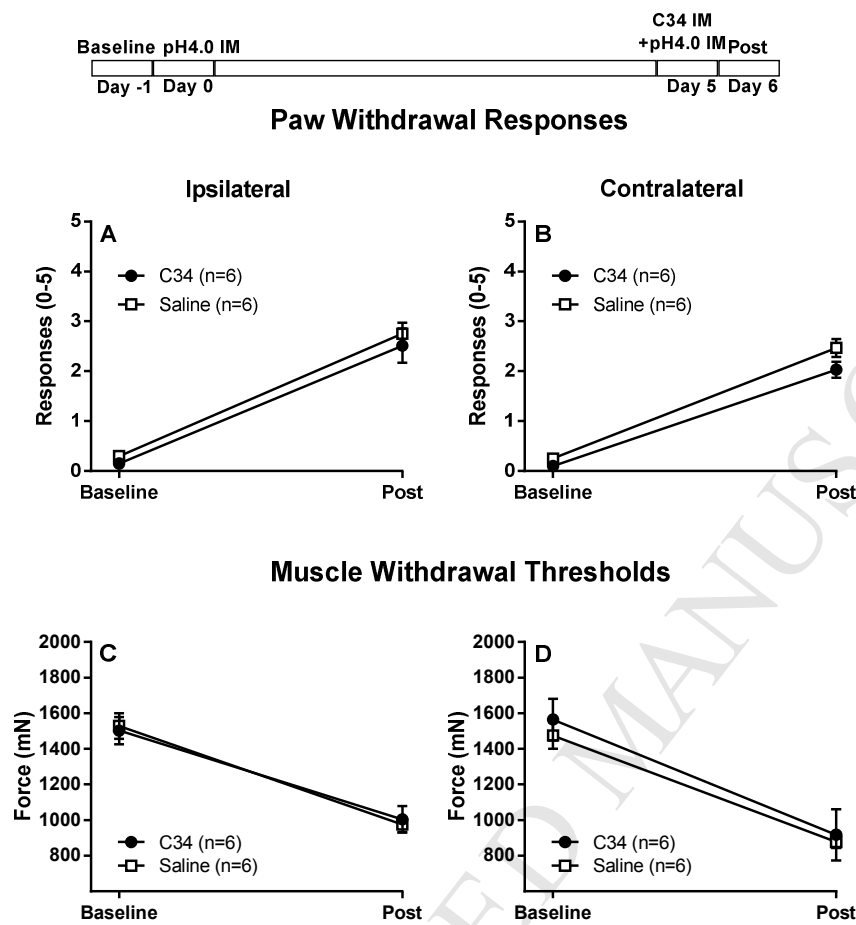 C34 IM
Baseline pH4.0 IM +pH4.0 IM Post
Day -1 Day 0 Day 5 Day 6
Paw Withdrawal Responses
Ipsilateral
Contralateral
A
5
4
3
2
1
0
Responses (0-5)
C34 (n=6)
Saline (n=6)
Baseline Post
B
5
4
3
2
1
0
Responses (0-5)
C34 (n=6)
Saline (n=6)
Baseline Post
Muscle Withdrawal Thresholds
C
2000
1800
1600
1400
1200
1000
800
Force (mN)
C34 (n=6)
Saline (n=6)
Baseline Post
D
2000
1800
1600
1400
1200
1000
800
Force (mN)
C34 (n=6)
Saline (n=6)
Baseline Post